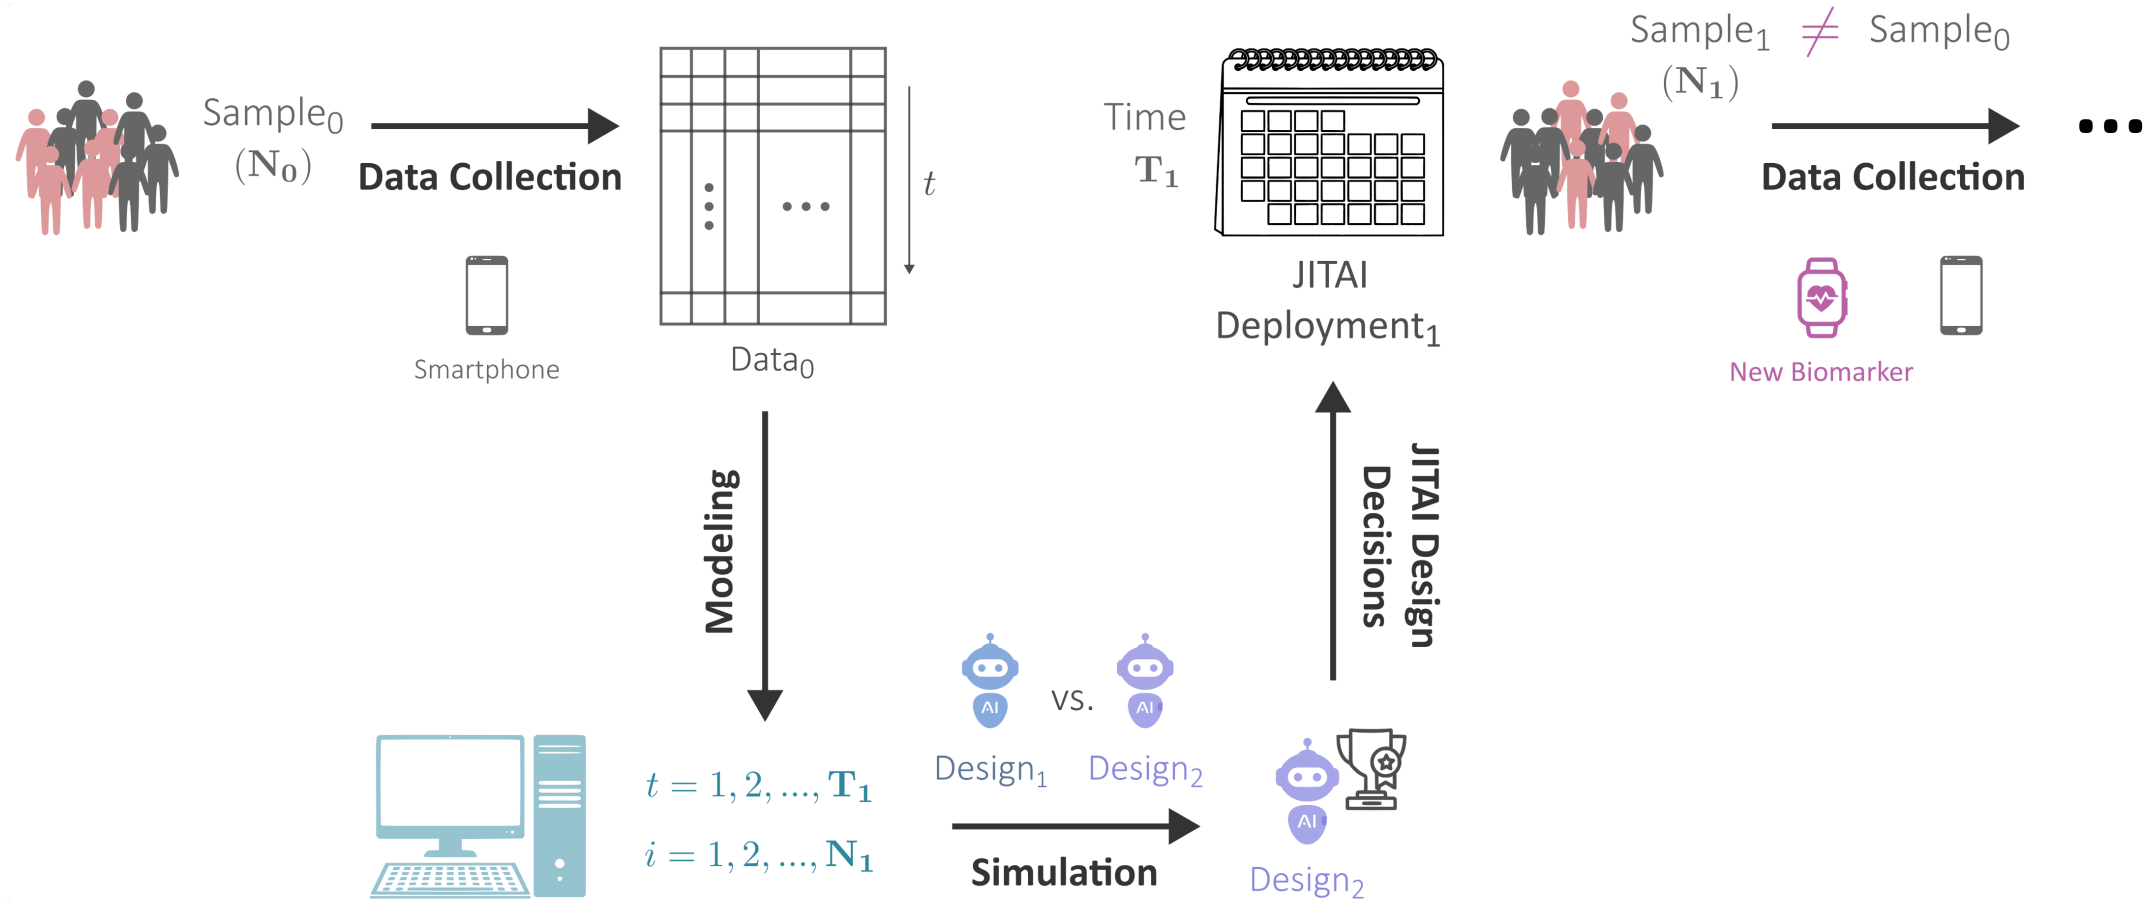 Sample₀
(N₀)
Data Collection
Smartphone
t
Data₀
Modeling
t = 1, 2, ..., T₁
i = 1, 2, ..., N₁
AI
vs.
AI
Design₁
Design₂
Simulation
AI
Design₂
JITAI Design
Decisions
Time
T₁
JITAI
Deployment₁
Sample₁ ≠ Sample₀
(N₁)
Data Collection
New Biomarker
...